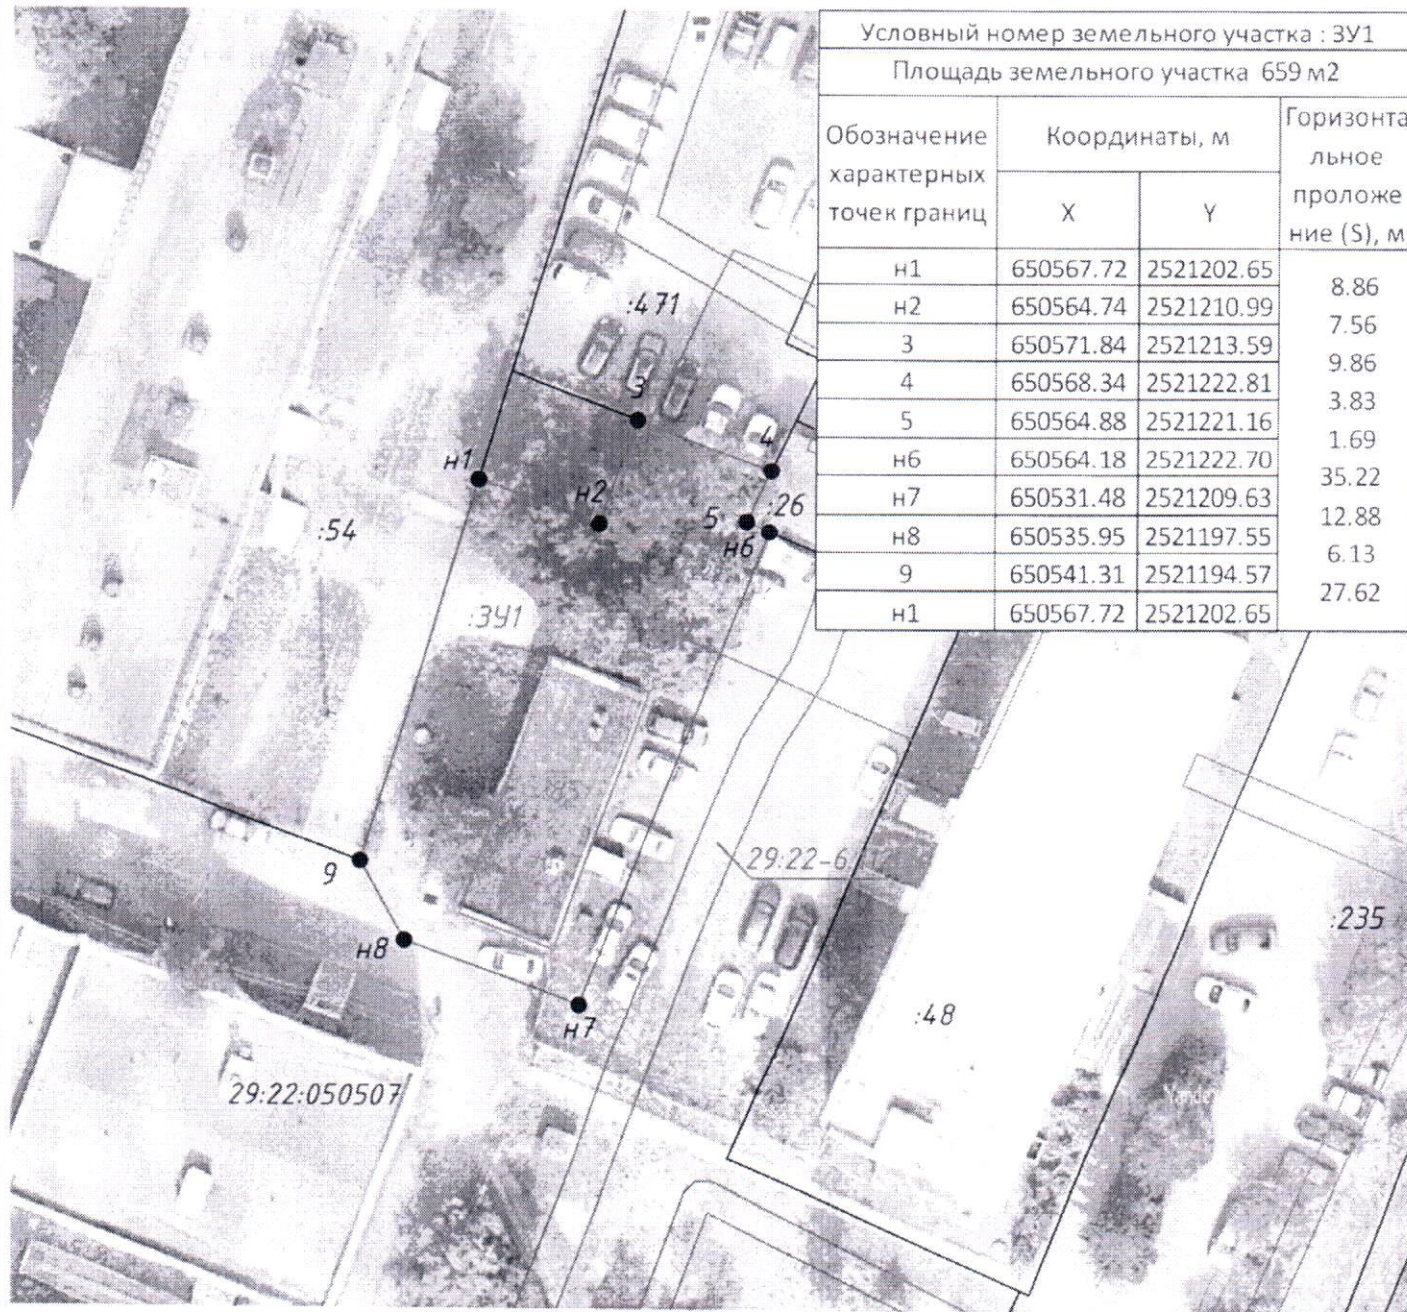 Условный номер земельного участка : ЗУ1
Площадь земельного участка 659 м2
Обозначение
характерных
точек границ
Координаты, м
X
Y
Горизонта
льное
проложе
ние (S), м
н1 650567.72 2521202.65
8.86
н2 650564.74 2521210.99
7.56
3 650571.84 2521213.59
9.86
4 650568.34 2521222.81
3.83
5 650564.88 2521221.16
1.69
н6 650564.18 2521222.70
35.22
н7 650531.48 2521209.63
12.88
н8 650535.95 2521197.55
6.13
9 650541.31 2521194.57
27.62
н1 650567.72 2521202.65
:471
3
4
н1
н2
5
:26
н6
:54
:ЗУ1
9
29:22-6
н8
:235
н7
:48
29:22:050507